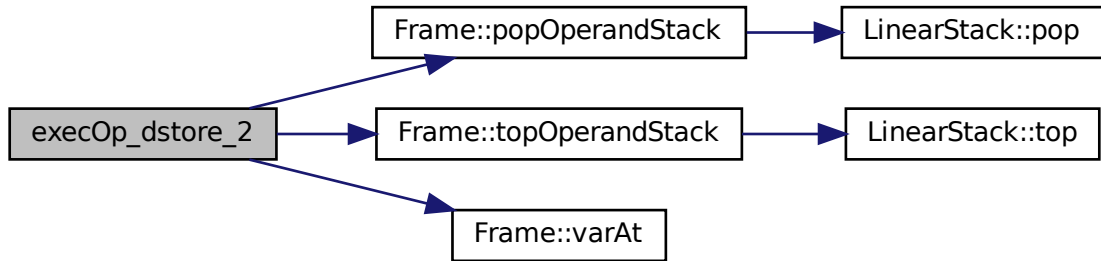 Frame::popOperandStack
LinearStack::pop
execOp_dstore_2
Frame::topOperandStack
LinearStack::top
Frame::varAt